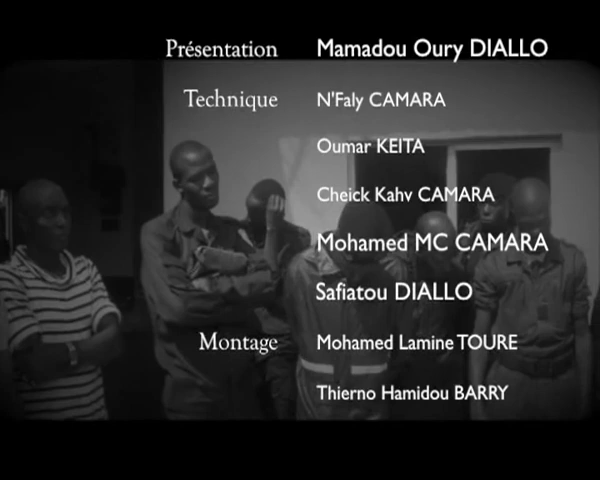 Présentation Mamadou Oury DIALLO
Technique N'Faly CAMARA
Oumar KEITA
Cheick Kahv CAMARA
Mohamed MC CAMARA
Safiatou DIALLO
Montage Mohamed Lamine TOURE
Thierno Hamidou BARRY